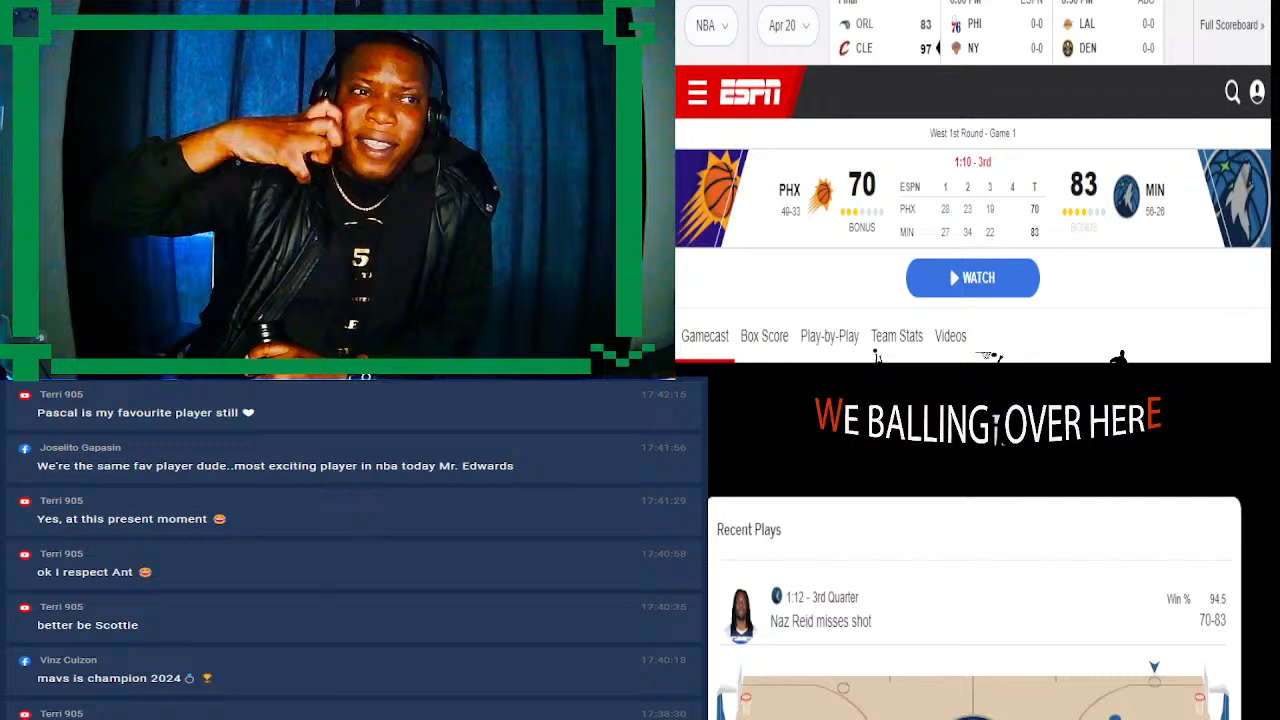 NBA
Apr 20
ORL 83
CLE 97
PHI 0-0
NY 0-0
LAL 0-0
DEN 0-0
Full Scoreboard »
ESPN
West 1st Round - Game 1
1:10 - 3rd
PHX
49-33
70
BONUS
ESPN 1 2 3 4 T
PHX 28 23 19 70
MIN 27 34 22 83
83
BONUS
MIN
56-26
WATCH
Gamecast Box Score Play-by-Play Team Stats Videos
5
Terri 905 17:42:15
Pascal is my favourite player still
Joselito Gapasin 17:41:56
We're the same fav player dude..most exciting player in nba today Mr. Edwards
Terri 905 17:41:29
Yes, at this present moment
Terri 905 17:40:58
ok I respect Ant
Terri 905 17:40:35
better be Scottie
Vinz Cuizon 17:40:18
mavs is champion 2024
Terri 905 17:38:30
WE BALLING OVER HERE
Recent Plays
1:12 - 3rd Quarter
Naz Reid misses shot
Win % 94.5
70-83